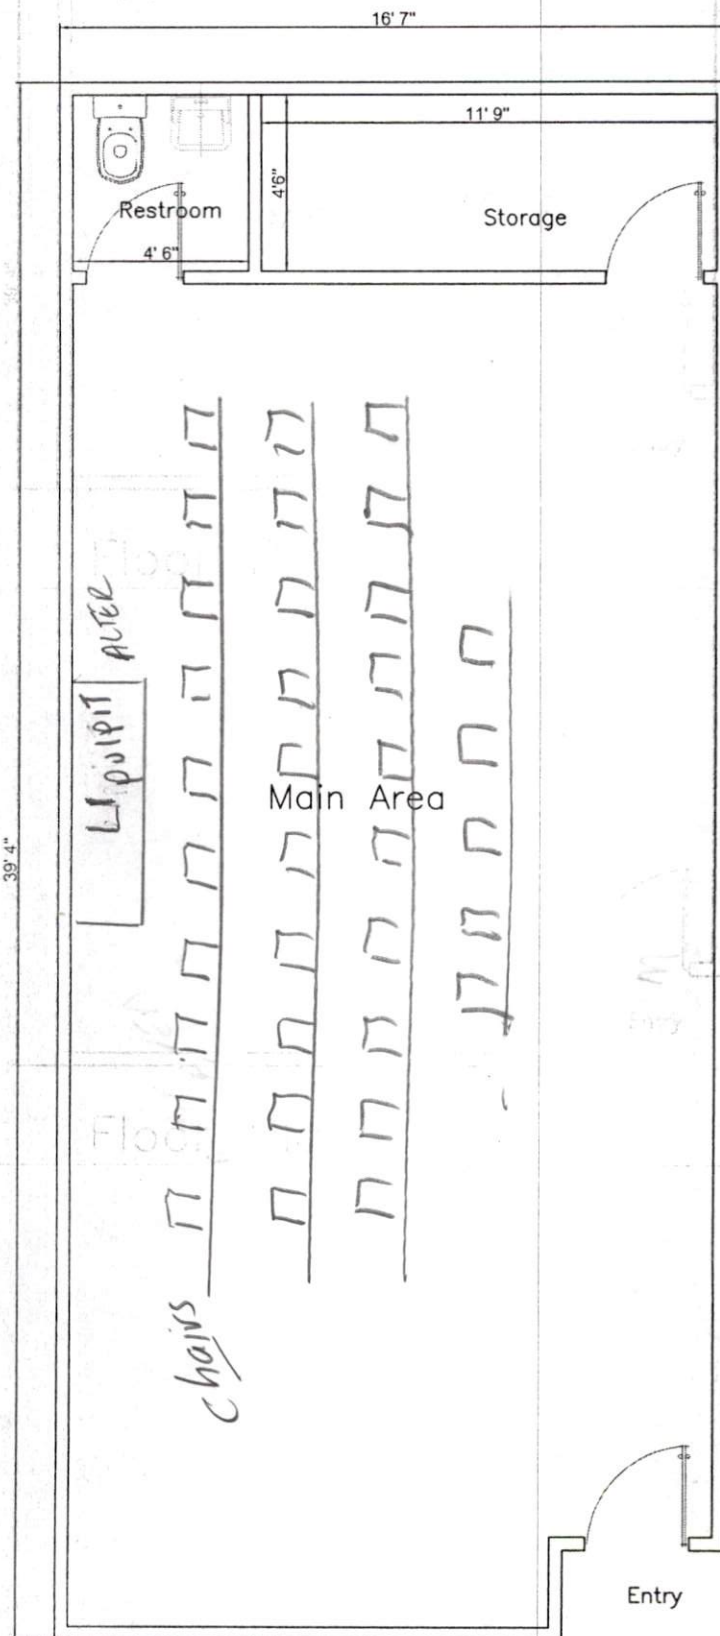 16' 7"
11' 9"
4'6"
Restroom
Storage
4' 6"
ALTER
pulpit
Main Area
39' 4"
chairs
Entry